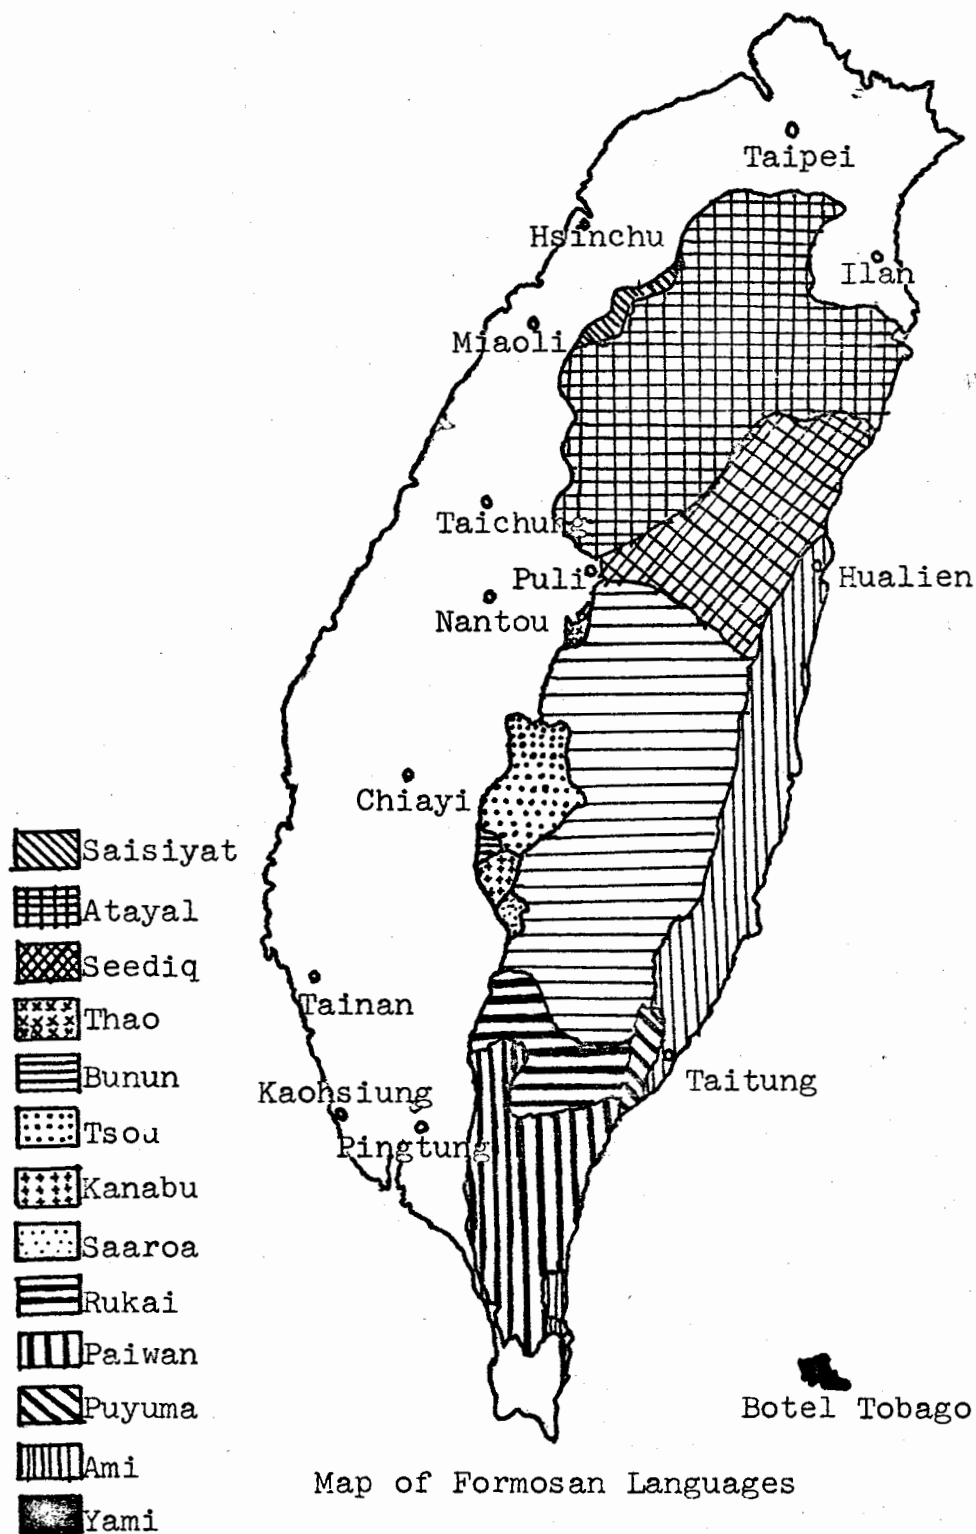 Taipei
Hsinchu
Ilan
Miaoli
Taichung
Puli
Hualien
Nantou
Chiayi
Saisiyat
Atayal
Seediq
Tainan
Thao
Bunun
Taitung
Kaohsiung
Tsou
Pingtung
Kanabu
Saaroa
Rukai
Paiwan
Puyuma
Botel Tobago
Ami
Map of Formosan Languages
Yami